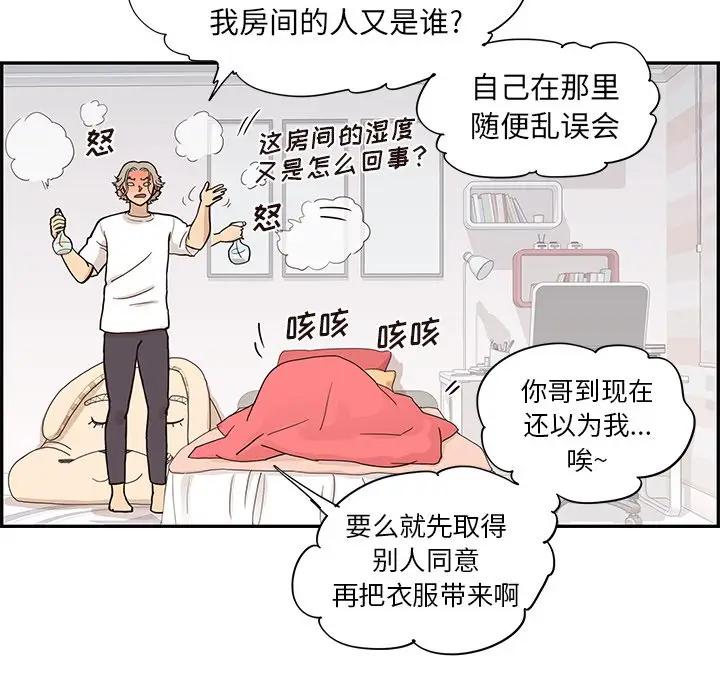 我房间的人又是谁?
自己在那里
随便乱误会
怒
这房间的湿度
又是怎么回事?
怒
咳咳
咳咳
你哥到现在
还以为我...
唉~
要么就先取得
别人同意
再把衣服带来啊